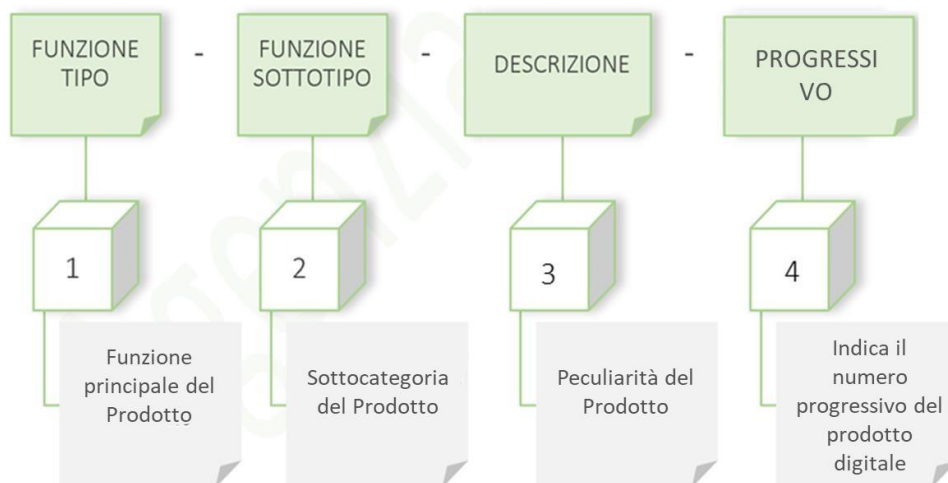 FUNZIONE
TIPO
-
FUNZIONE
SOTTOTIPO
-
DESCRIZIONE
-
PROGRESSI
VO
1
2
3
4
Funzione
principale del
Prodotto
Sottocategoria
del Prodotto
Peculiarità del
Prodotto
Indica il
numero
progressivo del
prodotto
digitale